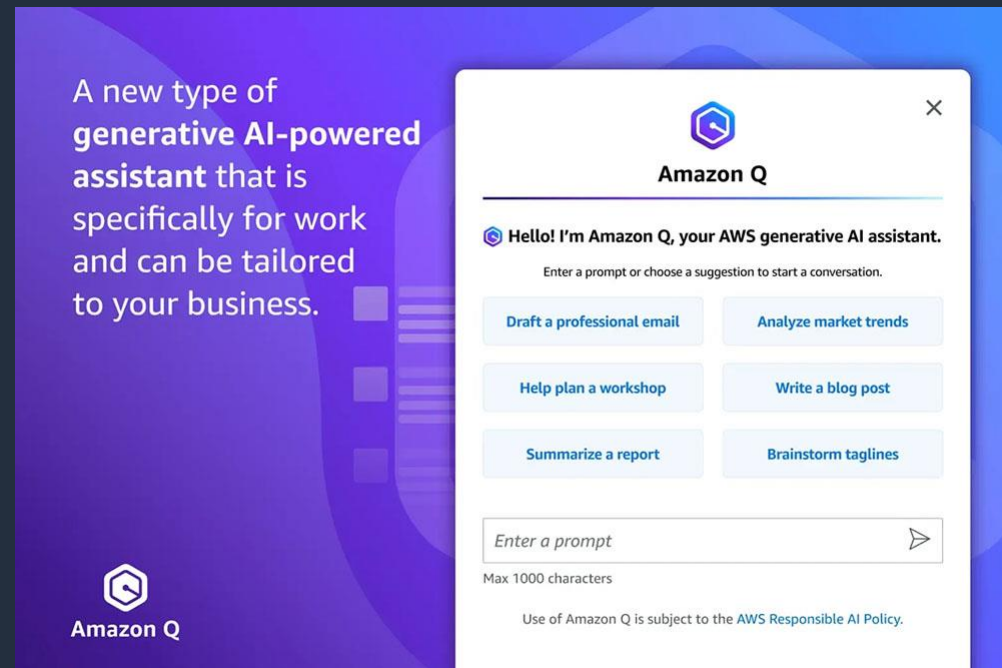 A new type of
generative AI-powered
assistant that is
specifically for work
and can be tailored
to your business.
Amazon Q
Amazon Q
Hello! I'm Amazon Q, your AWS generative AI assistant.
Enter a prompt or choose a suggestion to start a conversation.
Draft a professional email
Analyze market trends
Help plan a workshop
Write a blog post
Summarize a report
Brainstorm taglines
Enter a prompt
Max 1000 characters
Use of Amazon Q is subject to the AWS Responsible AI Policy.